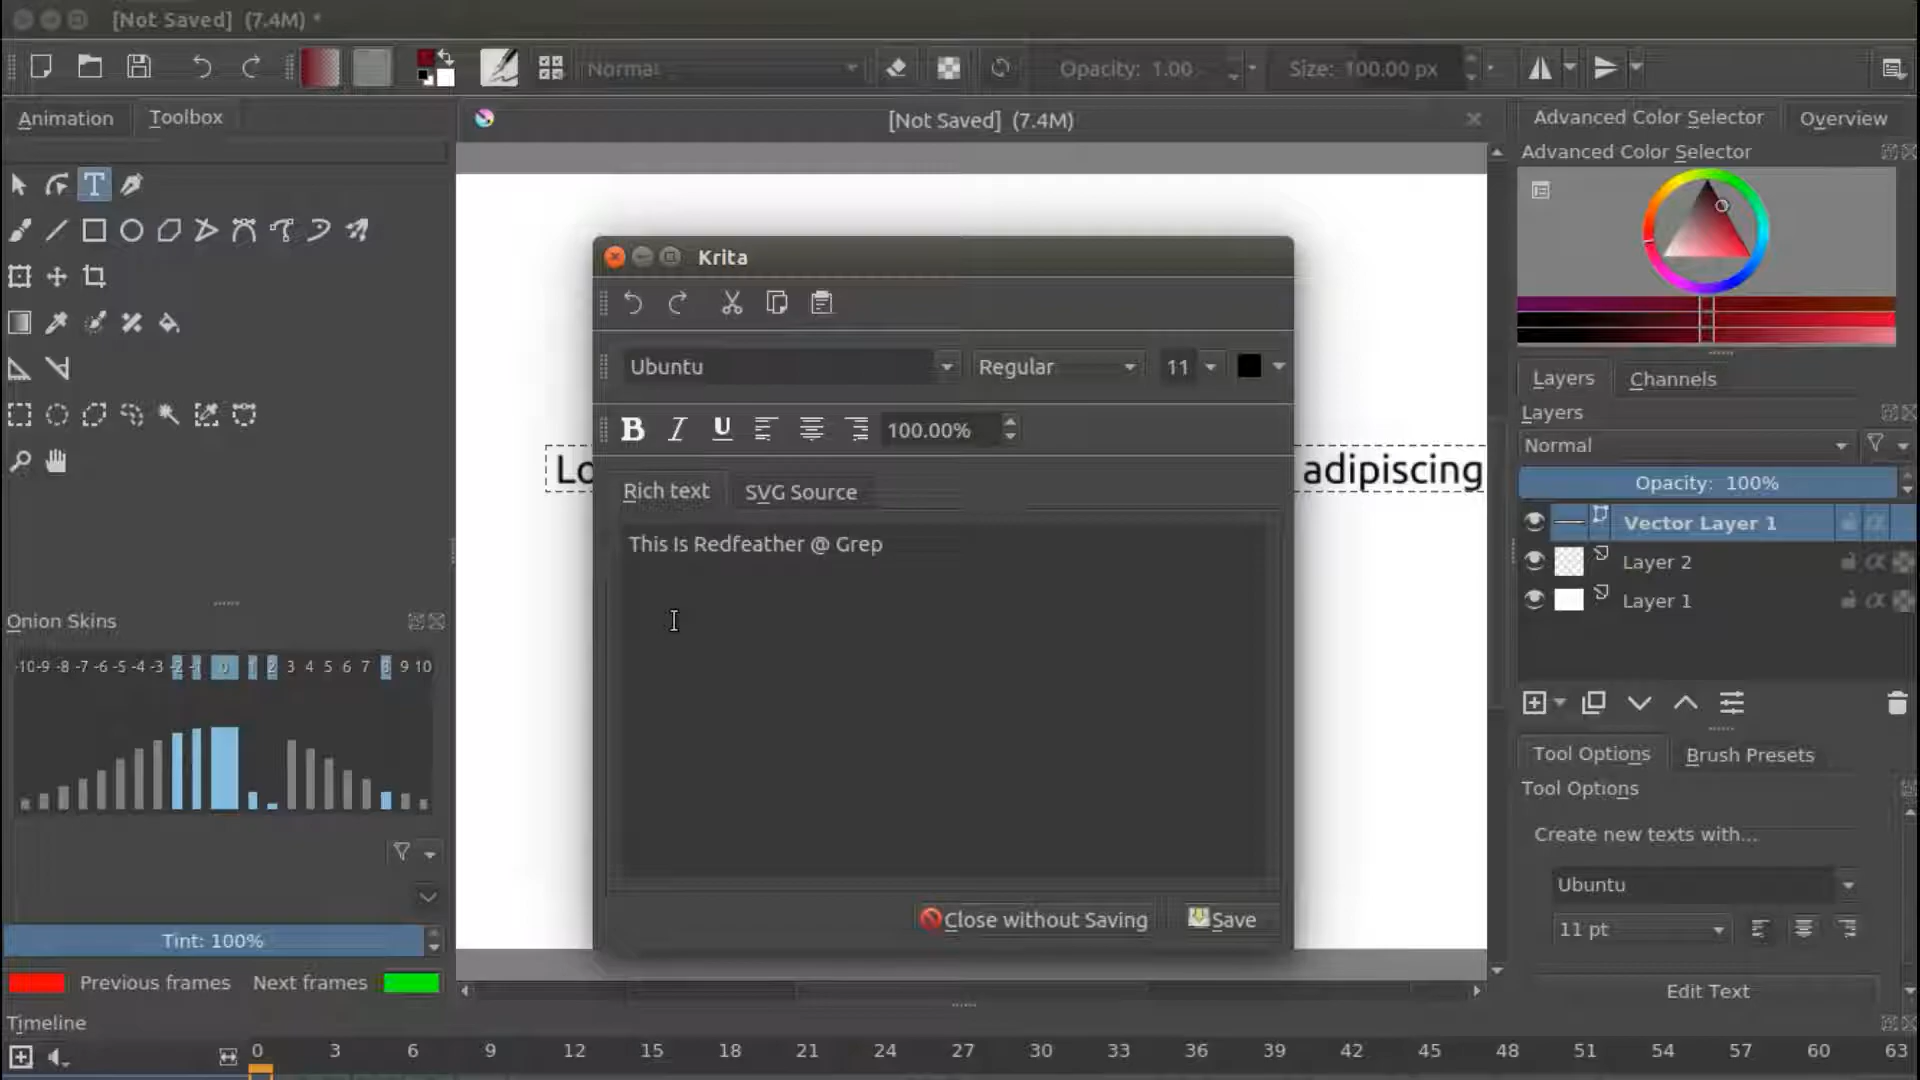 [Not Saved] (7.4M) *
Normal
Opacity: 1.00
Size: 100.00 px
Animation
Toolbox
[Not Saved] (7.4M)
Advanced Color Selector
Overview
Advanced Color Selector
Krita
Ubuntu
Regular
11
B I U
100.00%
Lo
adipiscing
Rich text
SVG Source
This Is Redfeather @ Grep
Close without Saving
Save
Layers
Channels
Layers
Normal
Opacity: 100%
Vector Layer 1
Layer 2
Layer 1
Onion Skins
-10 -9 -8 -7 -6 -5 -4 -3 -2 -1 0 1 2 3 4 5 6 7 8 9 10
Tint: 100%
Previous frames
Next frames
Tool Options
Brush Presets
Tool Options
Create new texts with...
Ubuntu
11 pt
Edit Text
Timeline
0 3 6 9 12 15 18 21 24 27 30 33 36 39 42 45 48 51 54 57 60 63